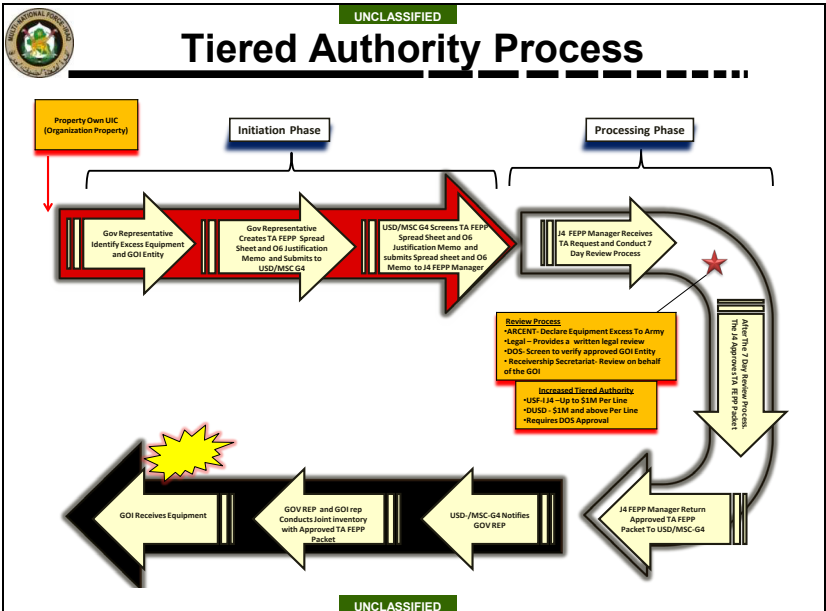 UNCLASSIFIED
MULTI-NATIONAL FORCE-IRAQ
Tiered Authority Process
Property Own UIC
(Organization Property)
Initiation Phase
Processing Phase
Gov Representative
Identify Excess Equipment
and GOI Entity
Gov Representative
Creates TA FEPP Spread
Sheet and O6 Justification
Memo and Submits to
USD/MSC G4
USD/MSC G4 Screens TA FEPP
Spread Sheet and O6
Justification Memo and
submits Spread sheet and O6
Memo to J4 FEPP Manager
J4 FEPP Manager Receives
TA Request and Conduct 7
Day Review Process
Review Process
•ARCENT- Declare Equipment Excess To Army
•Legal – Provides a written legal review
•DOS- Screen to verify approved GOI Entity
• Receivership Secretariat- Review on behalf
of the GOI
Increased Tiered Authority
•USF-I J4 –Up to $1M Per Line
•DUSD - $1M and above Per Line
•Requires DOS Approval
After The 7 Day Review Process.
The J4 Approves TA FEPP Packet
J4 FEPP Manager Return
Approved TA FEPP
Packet To USD/MSC-G4
USD-/MSC-G4 Notifies
GOV REP
GOV REP and GOI rep
Conducts Joint inventory
with Approved TA FEPP
Packet
GOI Receives Equipment
UNCLASSIFIED